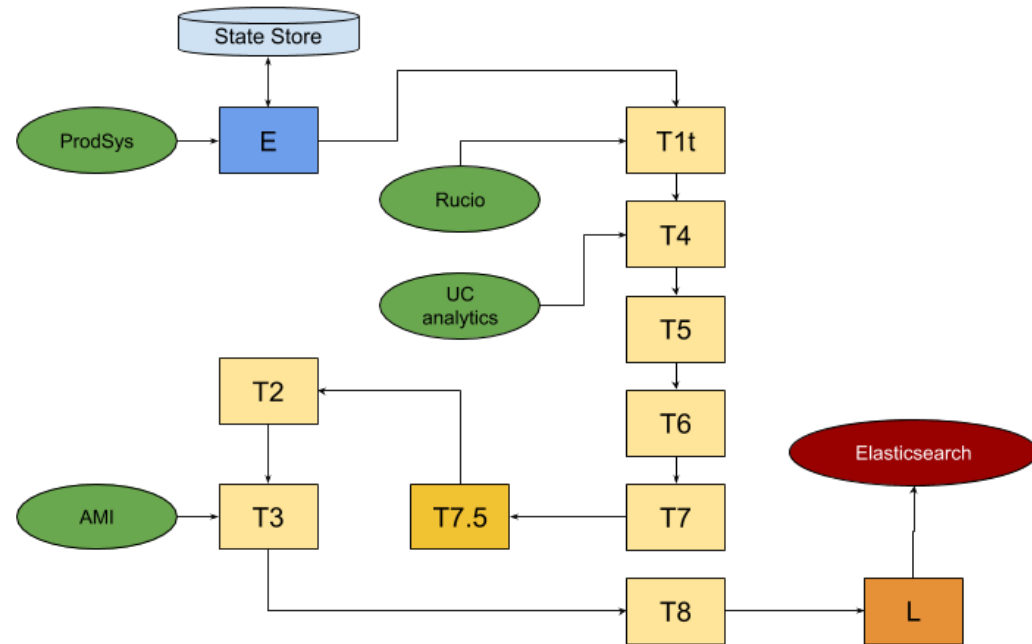 State Store
ProdSys
E
T1t
Rucio
T4
UC
analytics
T5
T2
T6
Elasticsearch
AMI
T3
T7.5
T7
T8
L